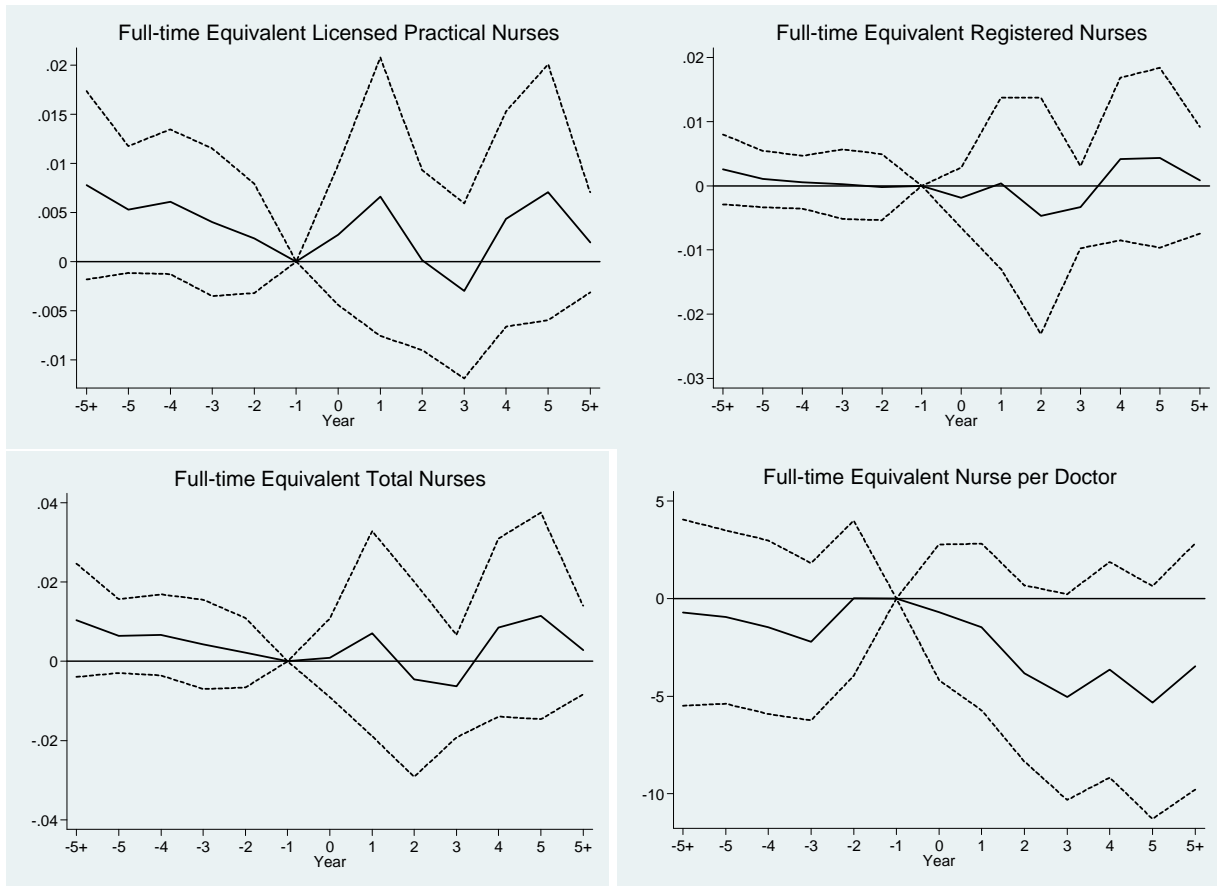 Full-time Equivalent Licensed Practical Nurses
.02
.015
.01
.005
0
-.005
-.01
-5+ -5 -4 -3 -2 -1 0 1 2 3 4 5 5+
Year
Full-time Equivalent Registered Nurses
.02
.01
0
-.01
-.02
-.03
-5+ -5 -4 -3 -2 -1 0 1 2 3 4 5 5+
Year
Full-time Equivalent Total Nurses
.04
.02
0
-.02
-.04
-5+ -5 -4 -3 -2 -1 0 1 2 3 4 5 5+
Year
Full-time Equivalent Nurse per Doctor
5
0
-5
-10
-5+ -5 -4 -3 -2 -1 0 1 2 3 4 5 5+
Year